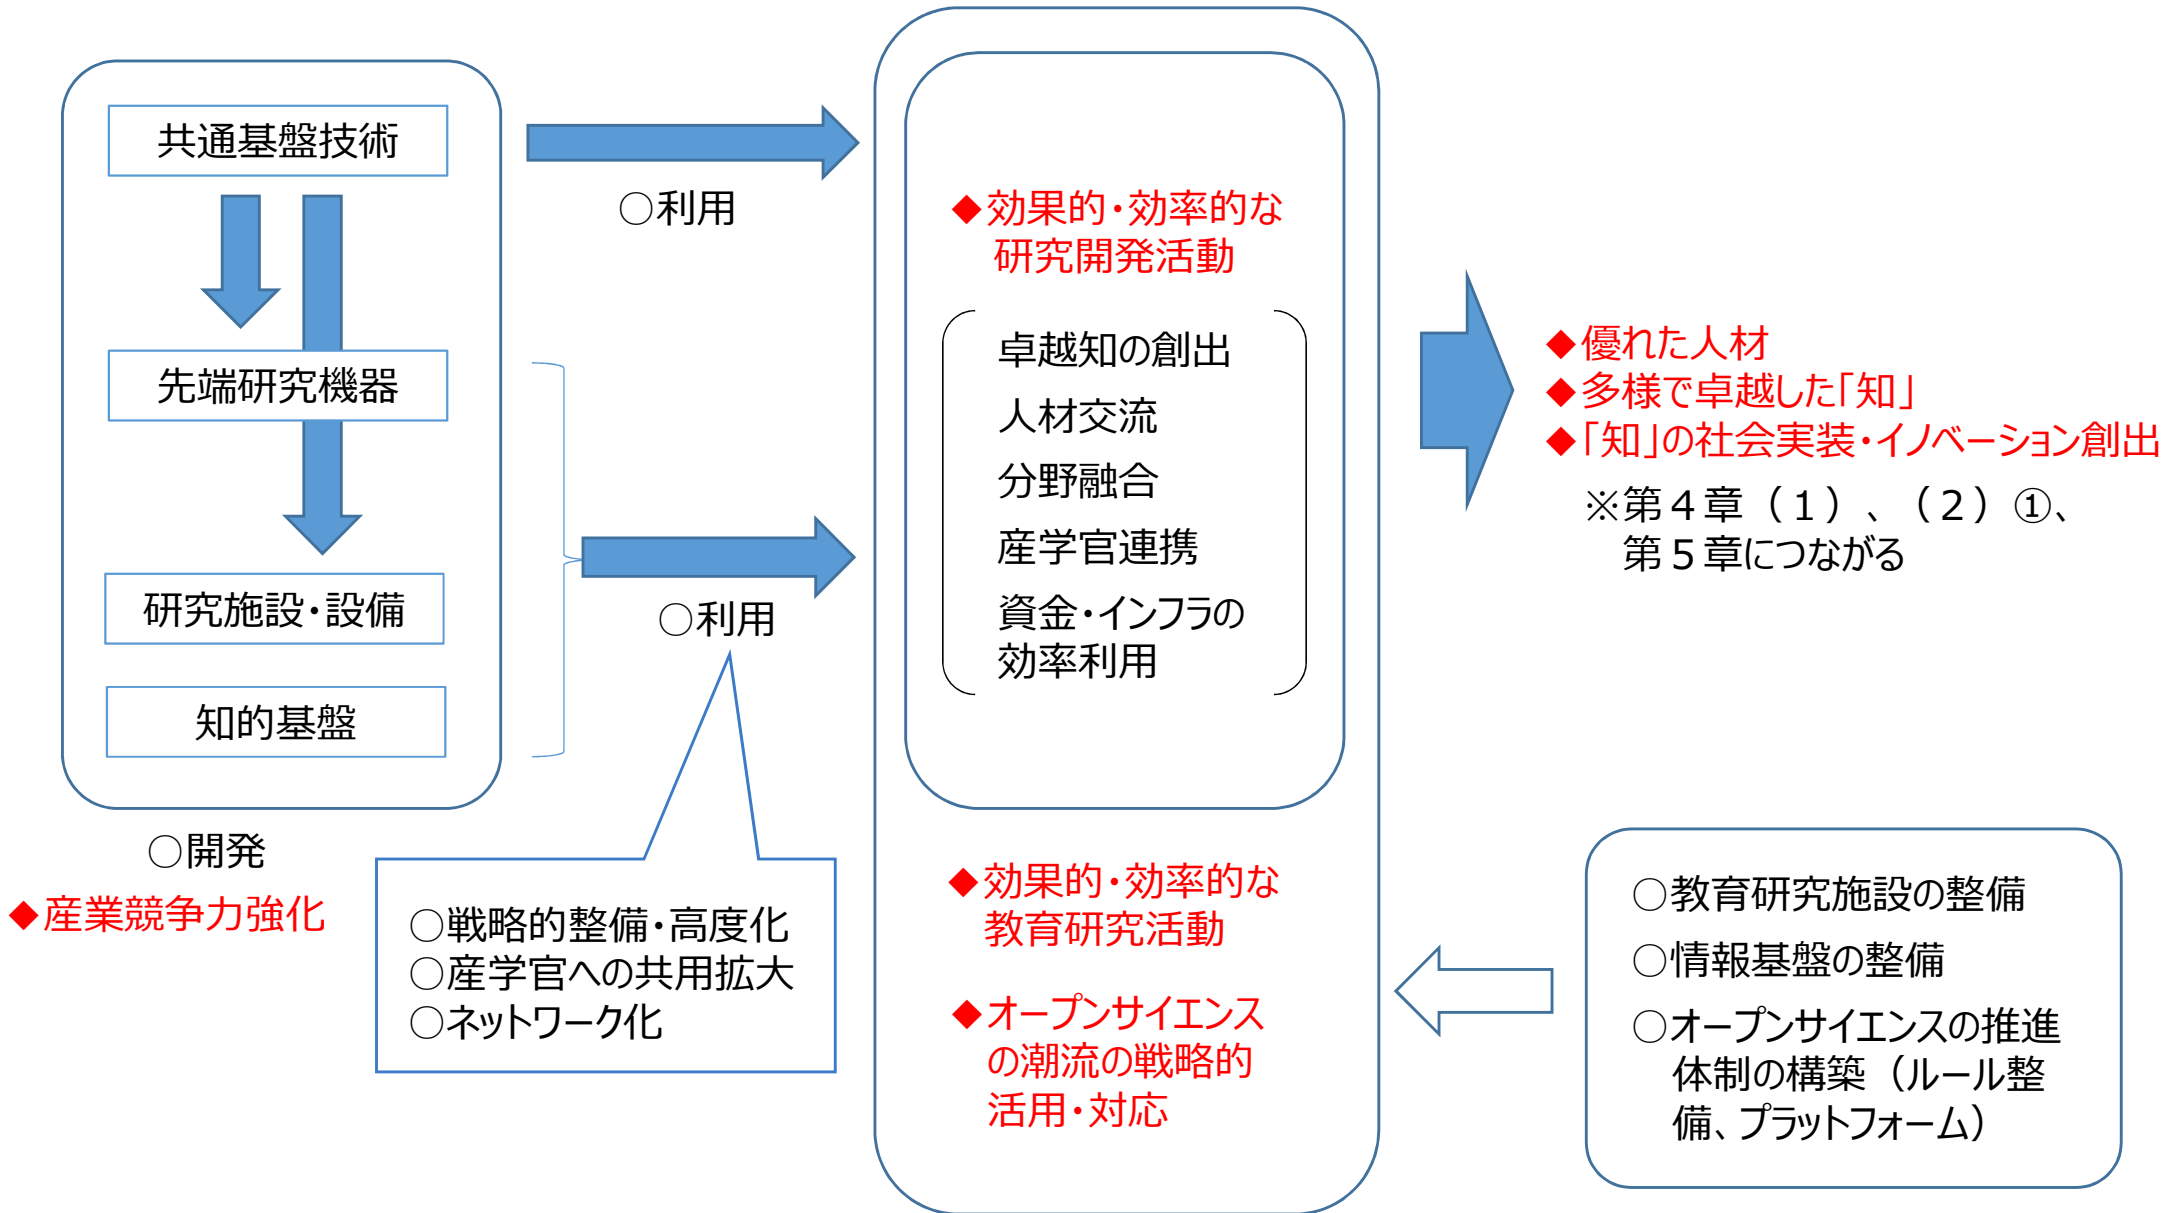 共通基盤技術
先端研究機器
研究施設・設備
知的基盤
○開発
◆産業競争力強化
○利用
○利用
○戦略的整備・高度化
○産学官への共用拡大
○ネットワーク化
◆効果的・効率的な
研究開発活動
卓越知の創出
人材交流
分野融合
産学官連携
資金・インフラの
効率利用
◆効果的・効率的な
教育研究活動
◆オープンサイエンス
の潮流の戦略的
活用・対応
◆優れた人材
◆多様で卓越した「知」
◆「知」の社会実装・イノベーション創出
※第４章（１）、（２）①、
第５章につながる
○教育研究施設の整備
○情報基盤の整備
○オープンサイエンスの推進
体制の構築（ルール整
備、プラットフォーム）